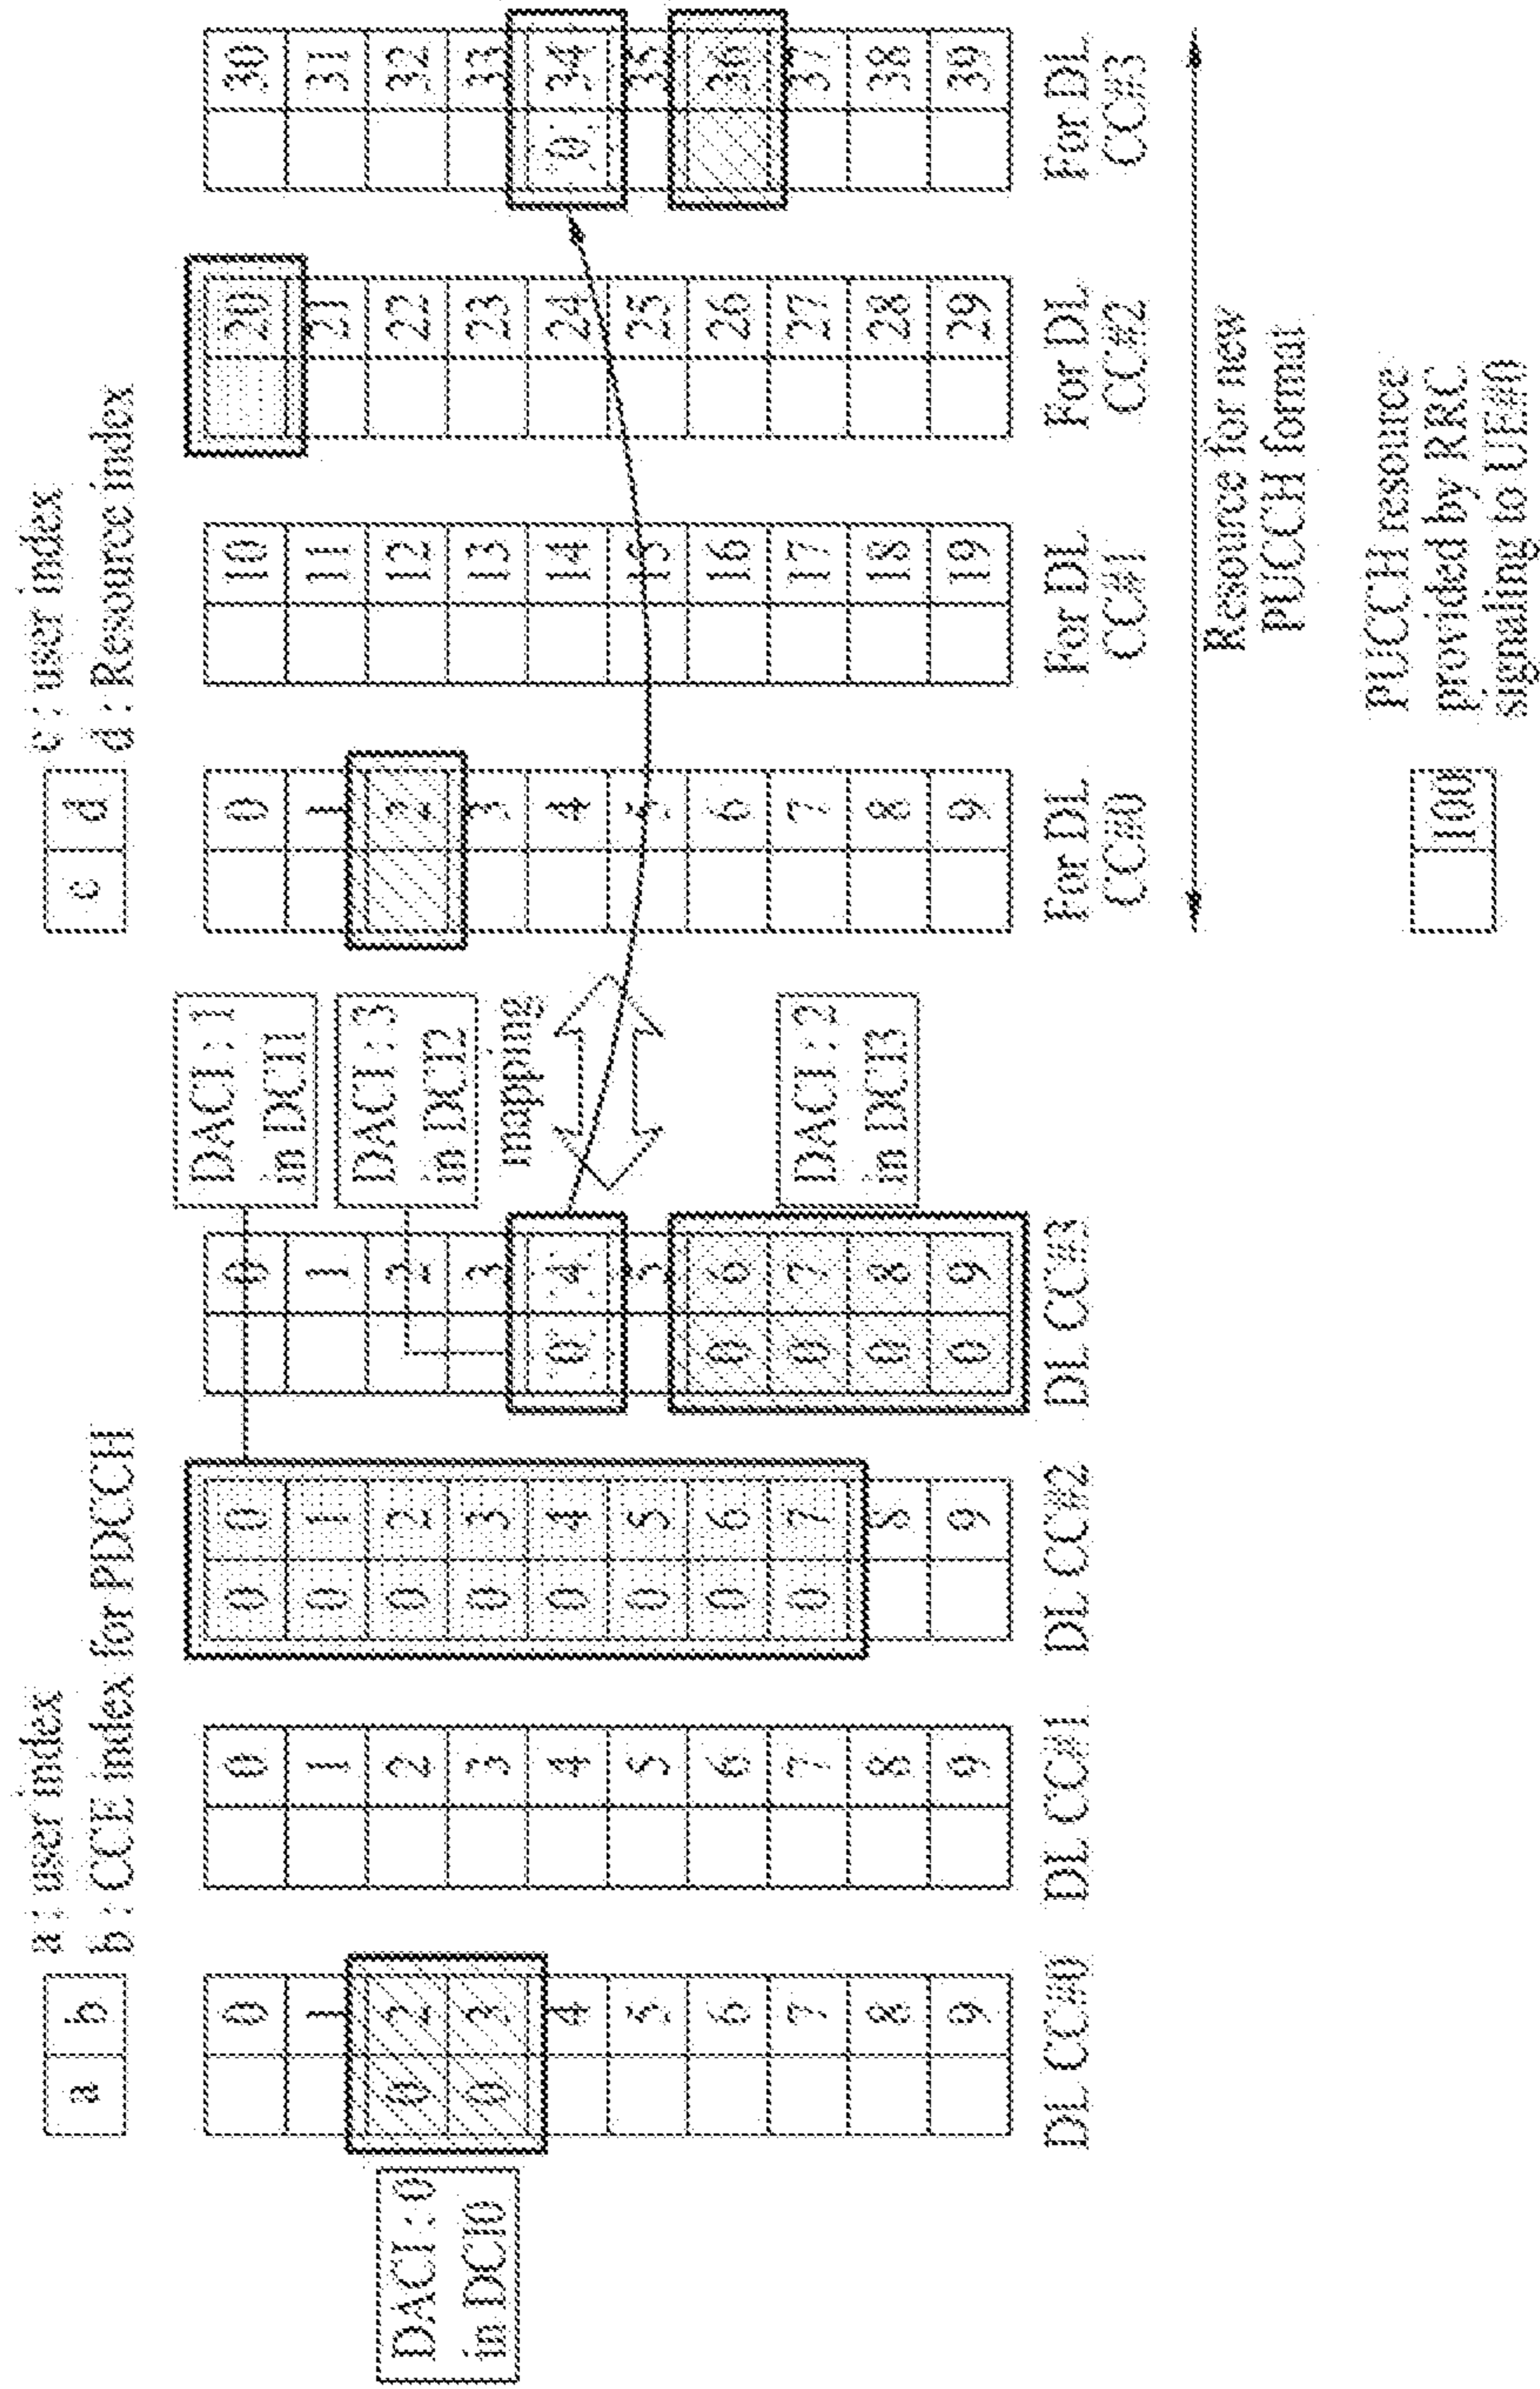 a b
a : user index
b : CCE index for PDCCH
c d
c : user index
d : Resource index
DACI : 0
in DCI0
0
1
0 2
0 3
4
5
6
7
8
9
DL CC#0
0
1
2
3
4
5
6
7
8
9
DL CC#1
0 0
0 1
0 2
0 3
0 4
0 5
0 6
0 7
8
9
DL CC#2
0
1
2
3
0 4
5
0 6
0 7
0 8
0 9
DL CC#3
DACI : 1
in DCI1
DACI : 3
in DCI2
mapping
DACI : 2
in DCI3
0
1
2
3
4
5
6
7
8
9
For DL
CC#0
10
11
12
13
14
15
16
17
18
19
For DL
CC#1
20
21
22
23
24
25
26
27
28
29
For DL
CC#2
30
31
32
33
0 34
35
36
37
38
39
For DL
CC#3
Resource for new
PUCCH format
100
PUCCH resource
provided by RRC
signaling to UE#0